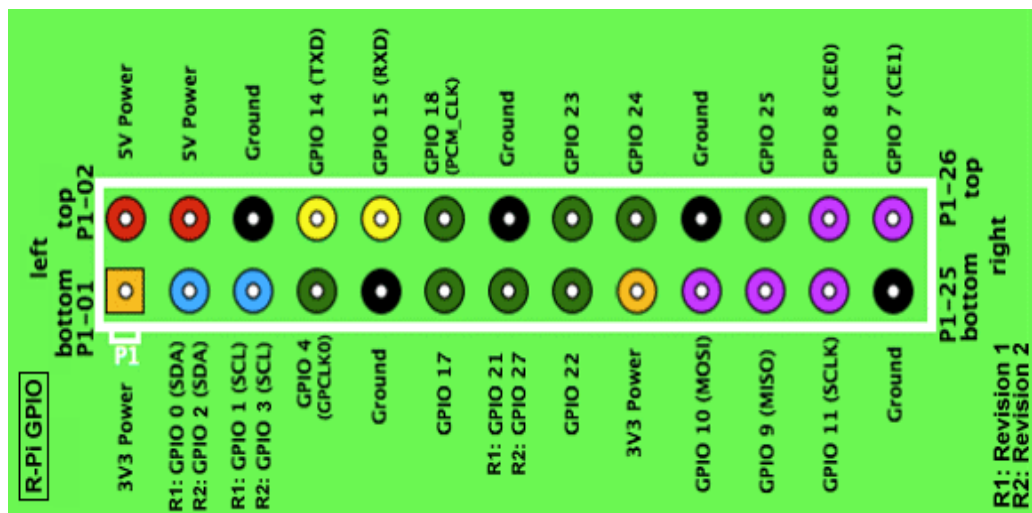 5V Power
5V Power
Ground
GPIO 14 (TXD)
GPIO 15 (RXD)
GPIO 18
(PCM_CLK)
Ground
GPIO 23
GPIO 24
Ground
GPIO 25
GPIO 8 (CE0)
GPIO 7 (CE1)
left
top
P1-02
P1-26
top
bottom
P1-01
P1-25
bottom
right
P1
R-Pi GPIO
3V3 Power
R1: GPIO 0 (SDA)
R2: GPIO 2 (SDA)
R1: GPIO 1 (SCL)
R2: GPIO 3 (SCL)
GPIO 4
(GPCLK0)
Ground
GPIO 17
R1: GPIO 21
R2: GPIO 27
GPIO 22
3V3 Power
GPIO 10 (MOSI)
GPIO 9 (MISO)
GPIO 11 (SCLK)
Ground
R1: Revision 1
R2: Revision 2